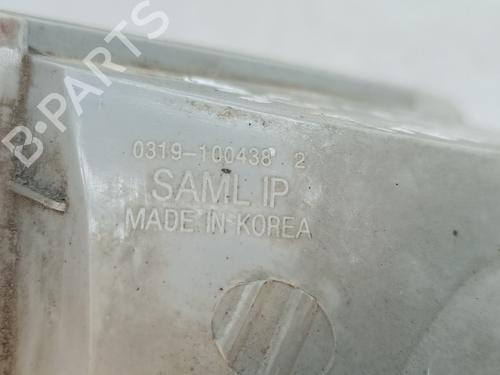 B-PARTS
0319-100438 2
SAML IP
MADE IN KOREA